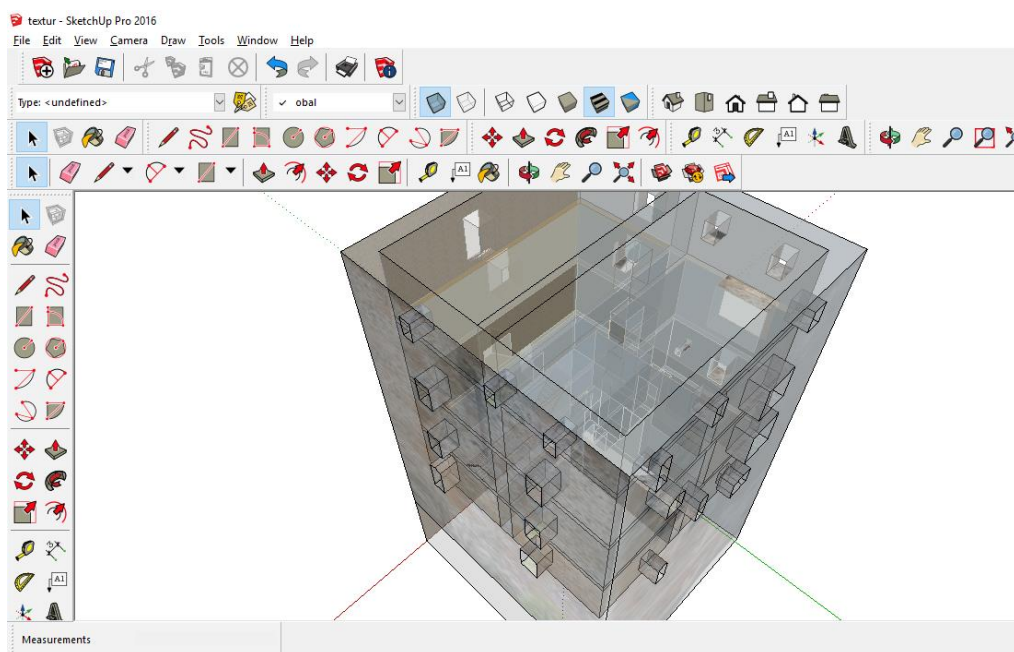 textur - SketchUp Pro 2016
File Edit View Camera Draw Tools Window Help
Type: <undefined>
obal
A1
A1
A1
Measurements